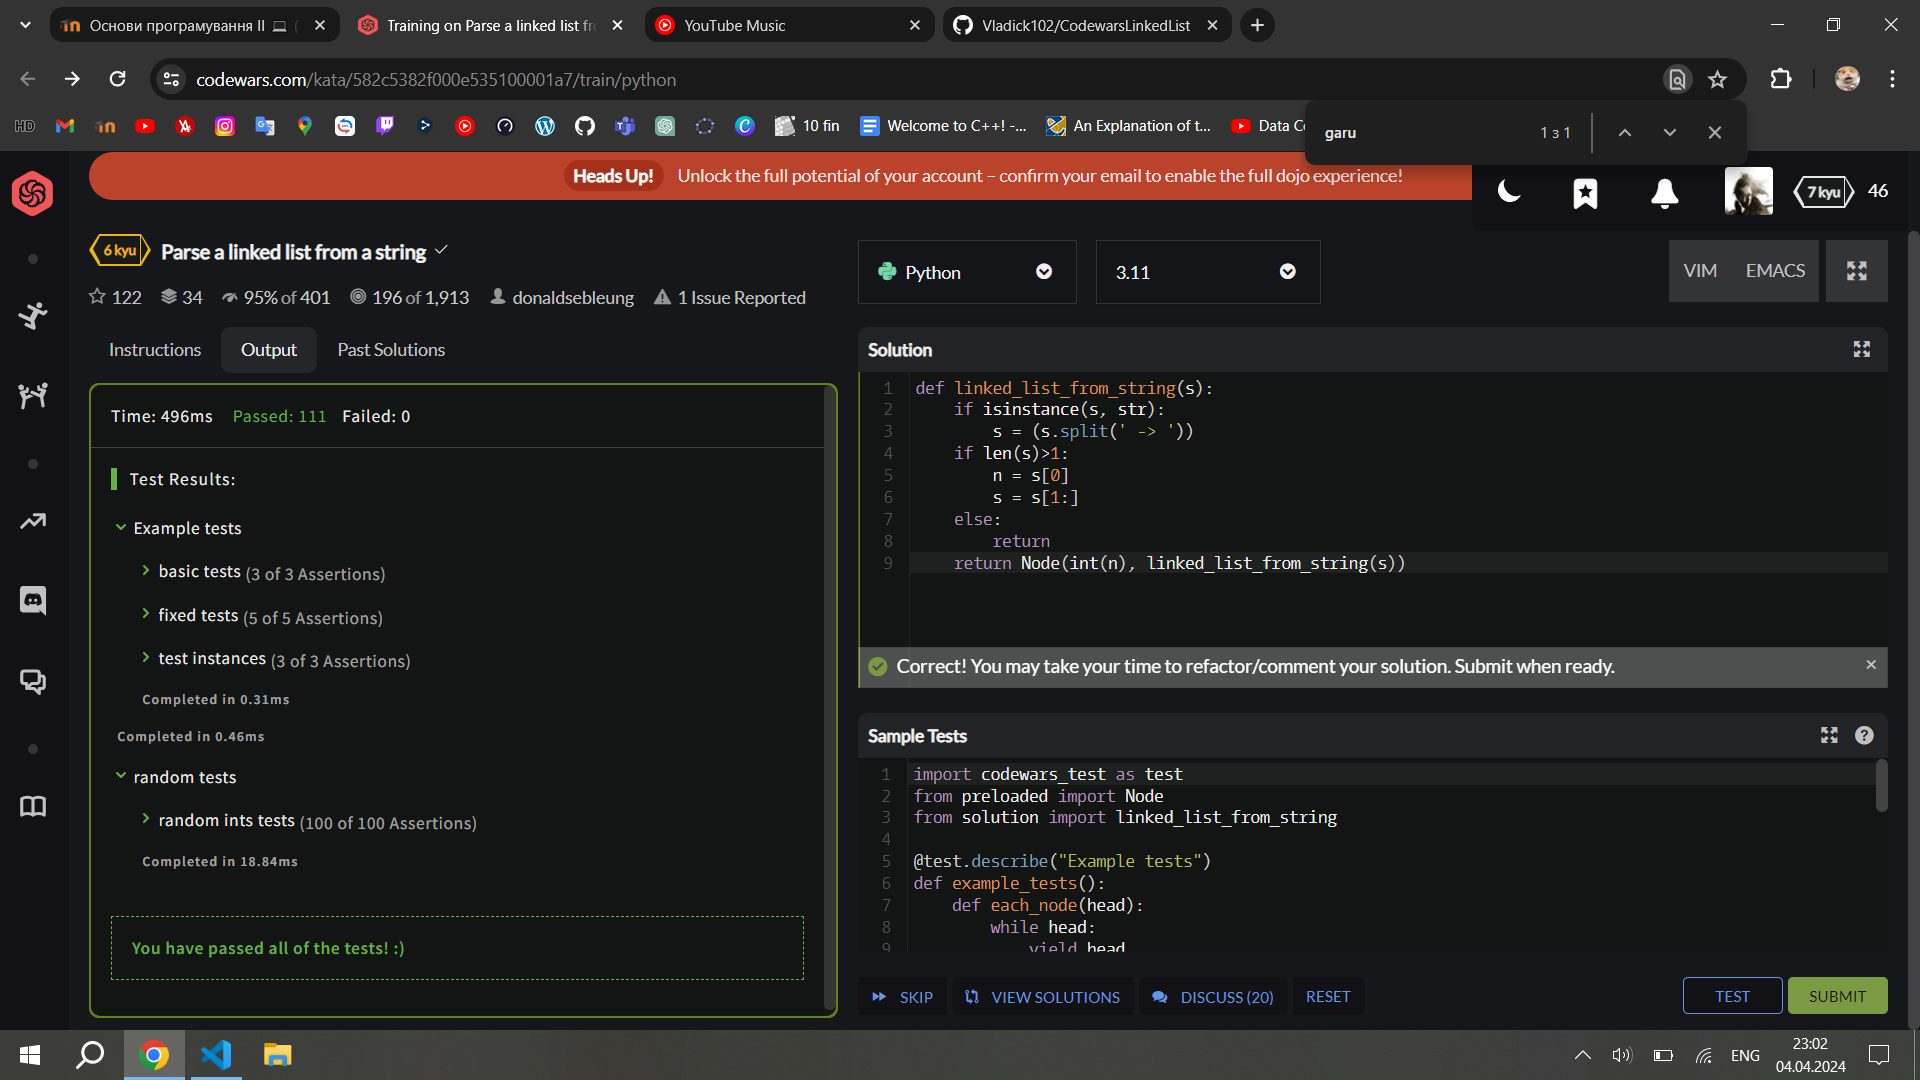 Основи програмування II 💻 (
Training on Parse a linked list fro
YouTube Music
Vladick102/CodewarsLinkedList
codewars.com/kata/582c5382f000e535100001a7/train/python
HD
10 fin
Welcome to C++! -...
An Explanation of t...
Data Co
garu
1 з 1
Heads Up!
Unlock the full potential of your account – confirm your email to enable the full dojo experience!
7 kyu
46
6 kyu
Parse a linked list from a string
122
34
95% of 401
196 of 1,913
donaldsebleung
1 Issue Reported
Python
3.11
VIM
EMACS
Instructions
Output
Past Solutions
Time: 496ms Passed: 111 Failed: 0
Test Results:
Example tests
basic tests (3 of 3 Assertions)
fixed tests (5 of 5 Assertions)
test instances (3 of 3 Assertions)
Completed in 0.31ms
Completed in 0.46ms
random tests
random ints tests (100 of 100 Assertions)
Completed in 18.84ms
You have passed all of the tests! :)
Solution
1 def linked_list_from_string(s):
2     if isinstance(s, str):
3         s = (s.split(' -> '))
4     if len(s)>1:
5         n = s[0]
6         s = s[1:]
7     else:
8         return
9     return Node(int(n), linked_list_from_string(s))
Correct! You may take your time to refactor/comment your solution. Submit when ready.
Sample Tests
1 import codewars_test as test
2 from preloaded import Node
3 from solution import linked_list_from_string
4
5 @test.describe("Example tests")
6 def example_tests():
7     def each_node(head):
8         while head:
9             yield head
SKIP
VIEW SOLUTIONS
DISCUSS (20)
RESET
TEST
SUBMIT
ENG
23:02
04.04.2024